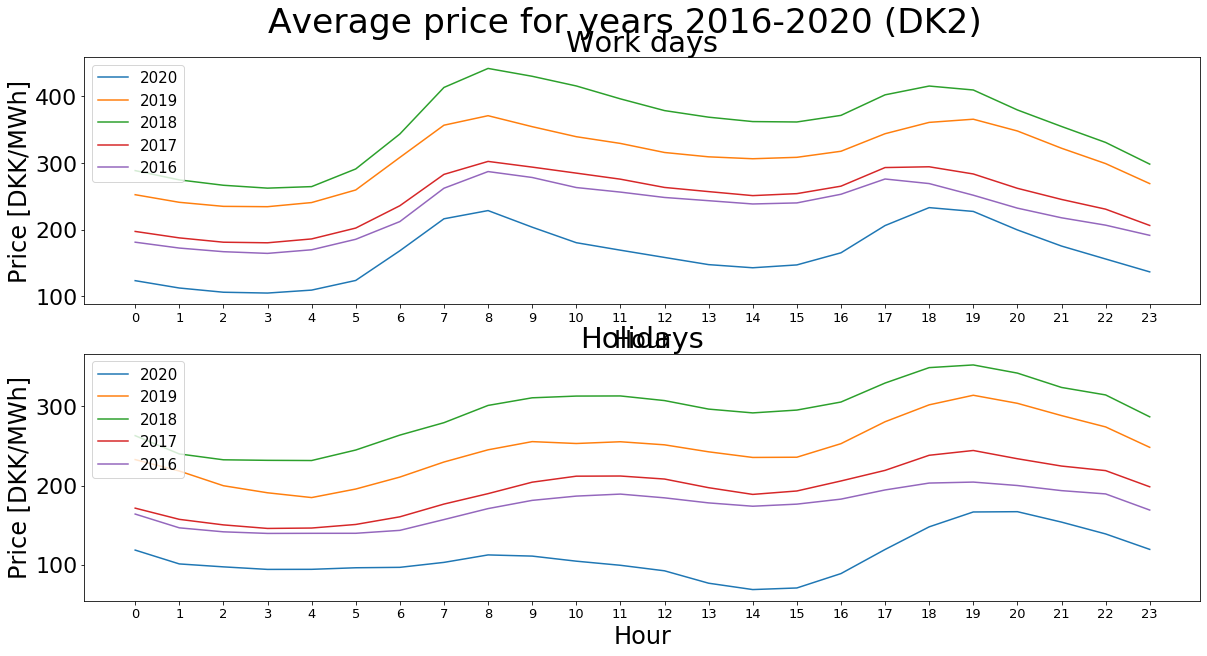 Average price for years 2016-2020 (DK2)
Work days
Price [DKK/MWh]
400
300
200
100
2020
2019
2018
2017
2016
0 1 2 3 4 5 6 7 8 9 10 11 12 13 14 15 16 17 18 19 20 21 22 23
Hour
Holidays
Price [DKK/MWh]
300
200
100
2020
2019
2018
2017
2016
0 1 2 3 4 5 6 7 8 9 10 11 12 13 14 15 16 17 18 19 20 21 22 23
Hour